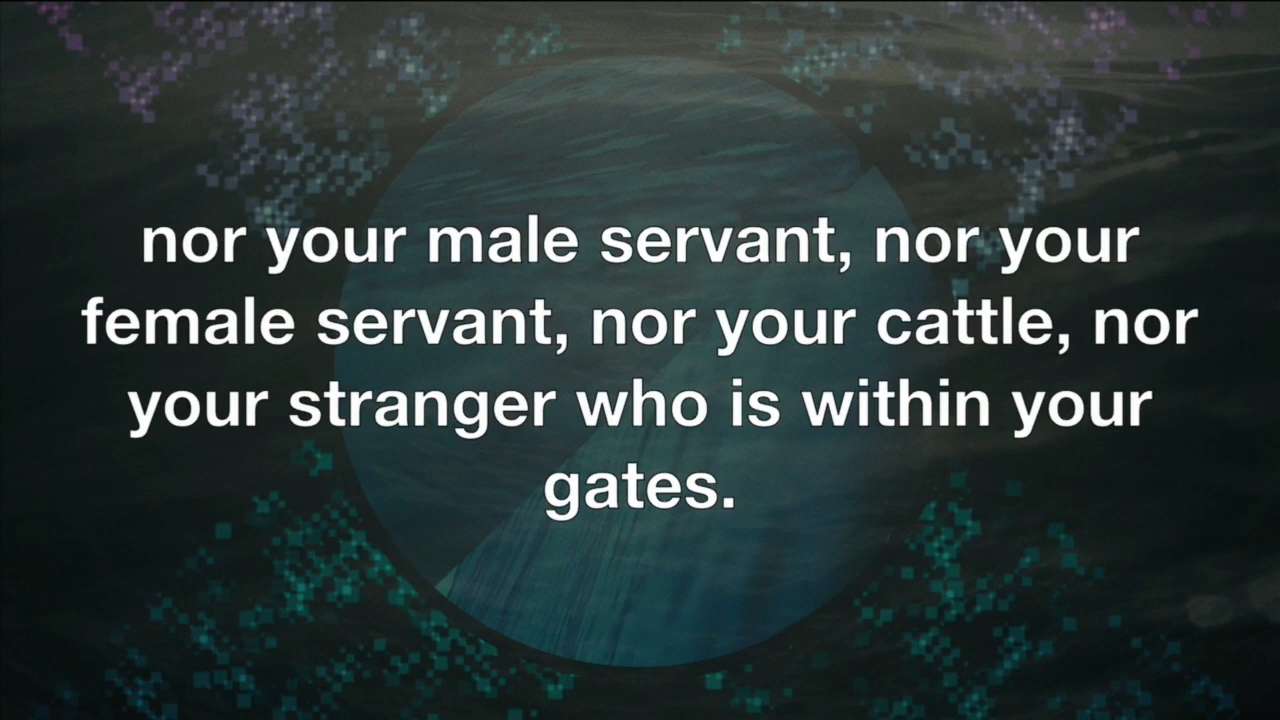 nor your male servant, nor your
female servant, nor your cattle, nor
your stranger who is within your
gates.